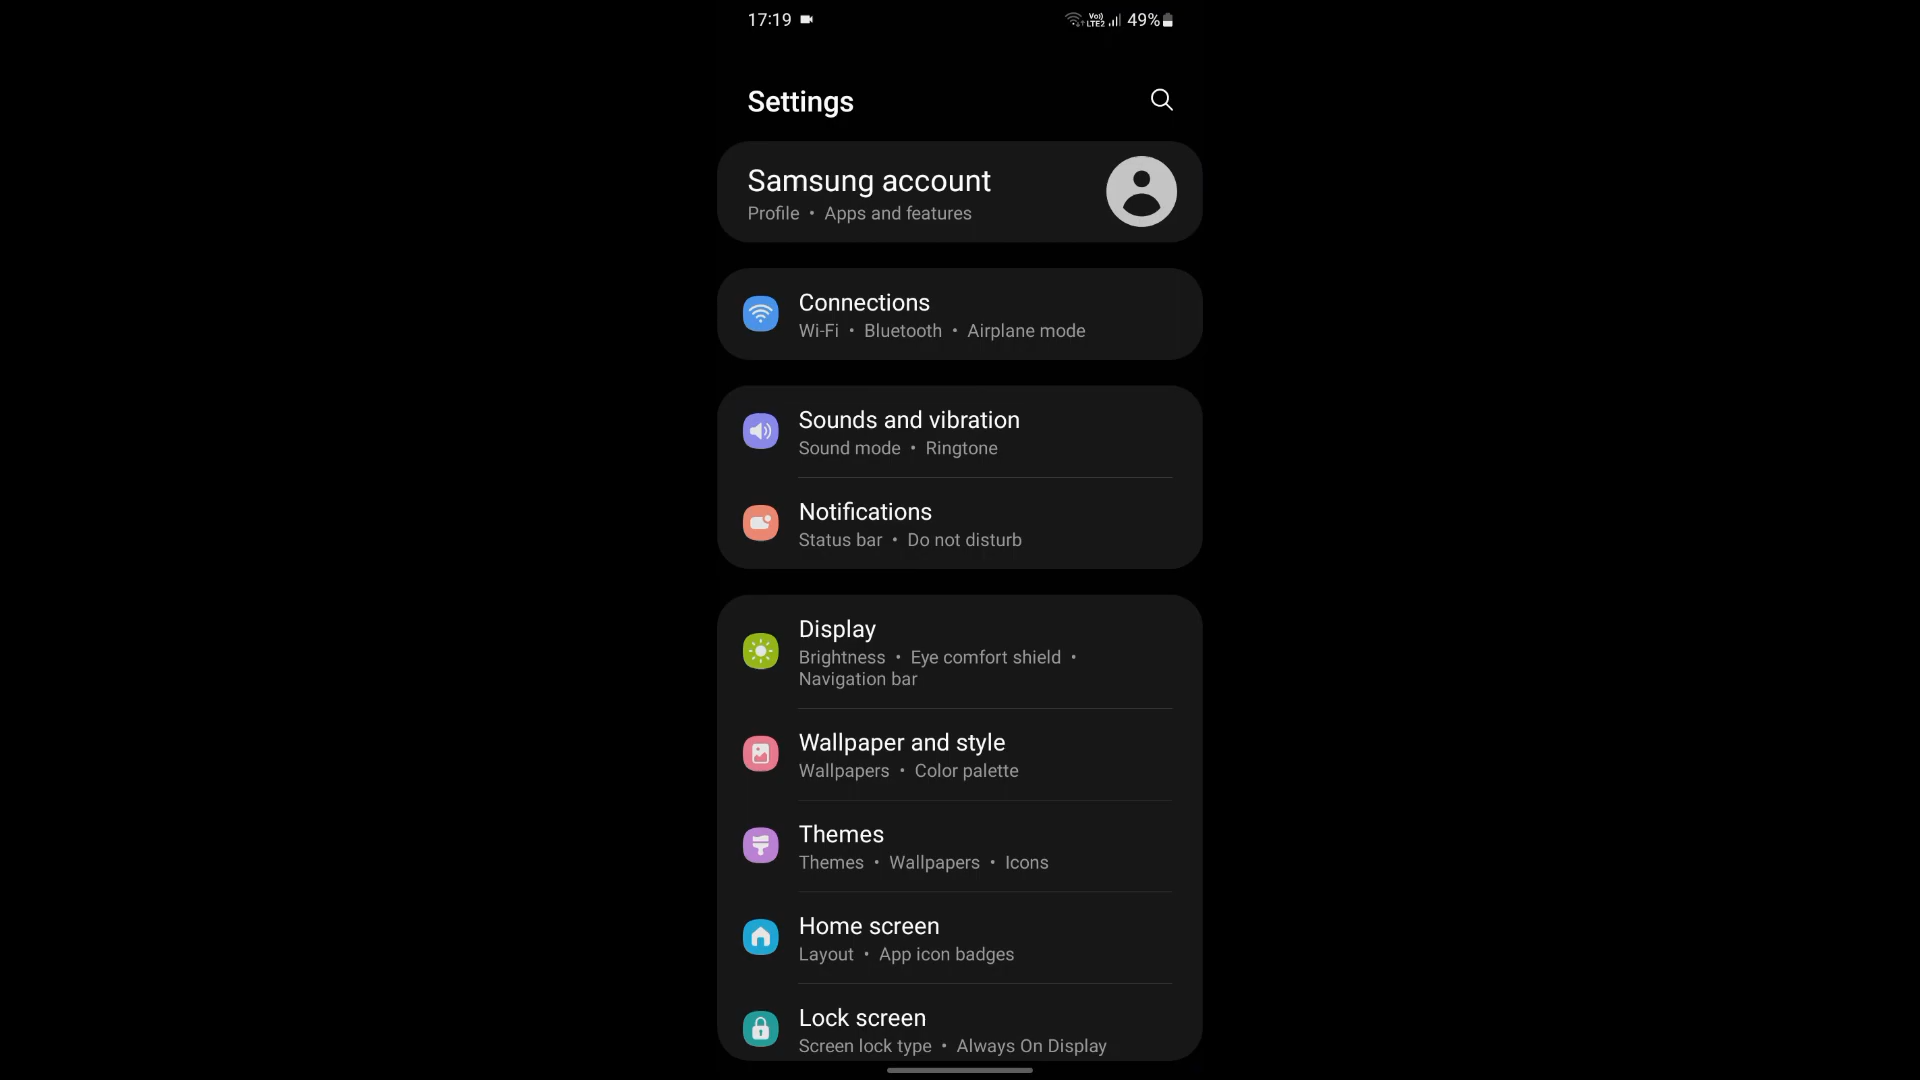 17:19
Vo)) LTE2 49%
Settings
Samsung account
Profile • Apps and features
Connections
Wi-Fi • Bluetooth • Airplane mode
Sounds and vibration
Sound mode • Ringtone
Notifications
Status bar • Do not disturb
Display
Brightness • Eye comfort shield •
Navigation bar
Wallpaper and style
Wallpapers • Color palette
Themes
Themes • Wallpapers • Icons
Home screen
Layout • App icon badges
Lock screen
Screen lock type • Always On Display